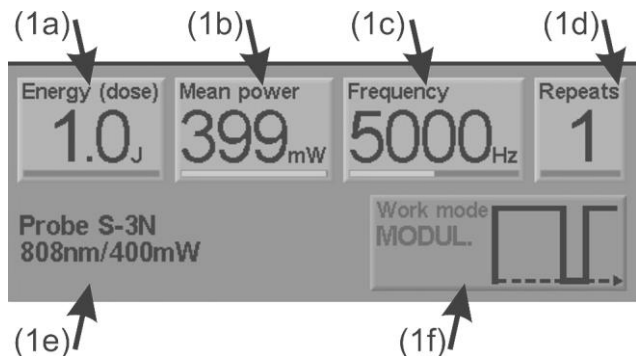 (1a) (1b) (1c) (1d)
Energy (dose) Mean power Frequency Repeats
1.0J 399mW 5000Hz 1
Probe S-3N
808nm/400mW
Work mode
MODUL.
(1e) (1f)